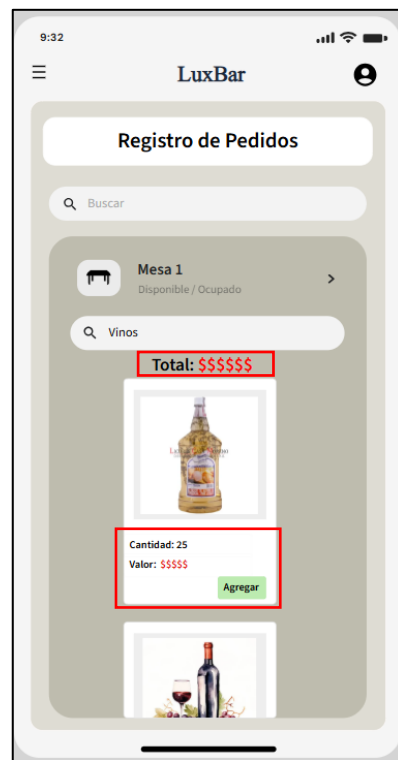 9:32
LuxBar
Registro de Pedidos
Buscar
Mesa 1
Disponible / Ocupado
Vinos
Total: $$$$$$
Cantidad: 25
Valor: $$$$$
Agregar